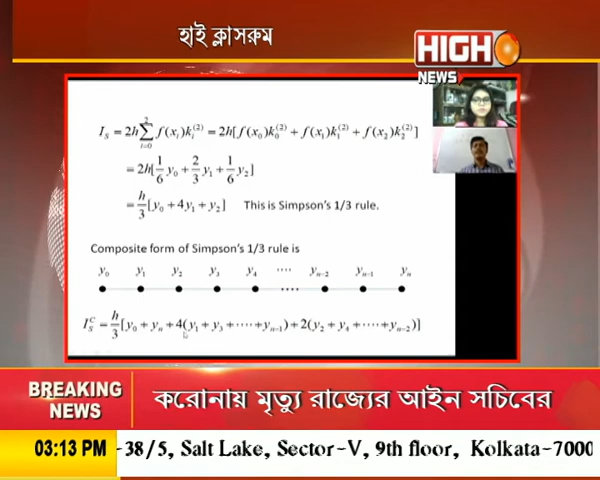 হাই ক্লাসরুম
HIGH
NEWS
I_S = 2h∑_{i=0}^{2} f(x_i)k_i^{(2)} = 2h[f(x_0)k_0^{(2)} + f(x_1)k_1^{(2)} + f(x_2)k_2^{(2)}]
= 2h[1/6 y_0 + 2/3 y_1 + 1/6 y_2]
= h/3 [y_0 + 4y_1 + y_2] This is Simpson's 1/3 rule.
Composite form of Simpson's 1/3 rule is
y_0 y_1 y_2 y_3 y_4 ···· y_{n-2} y_{n-1} y_n
····
I_S^C = h/3 [y_0 + y_n + 4(y_1 + y_3 + ····· + y_{n-1}) + 2(y_2 + y_4 + ····· + y_{n-2})]
BREAKING
NEWS
করোনায় মৃত্যু রাজ্যের আইন সচিবের
03:13 PM -38/5, Salt Lake, Sector-V, 9th floor, Kolkata-7000